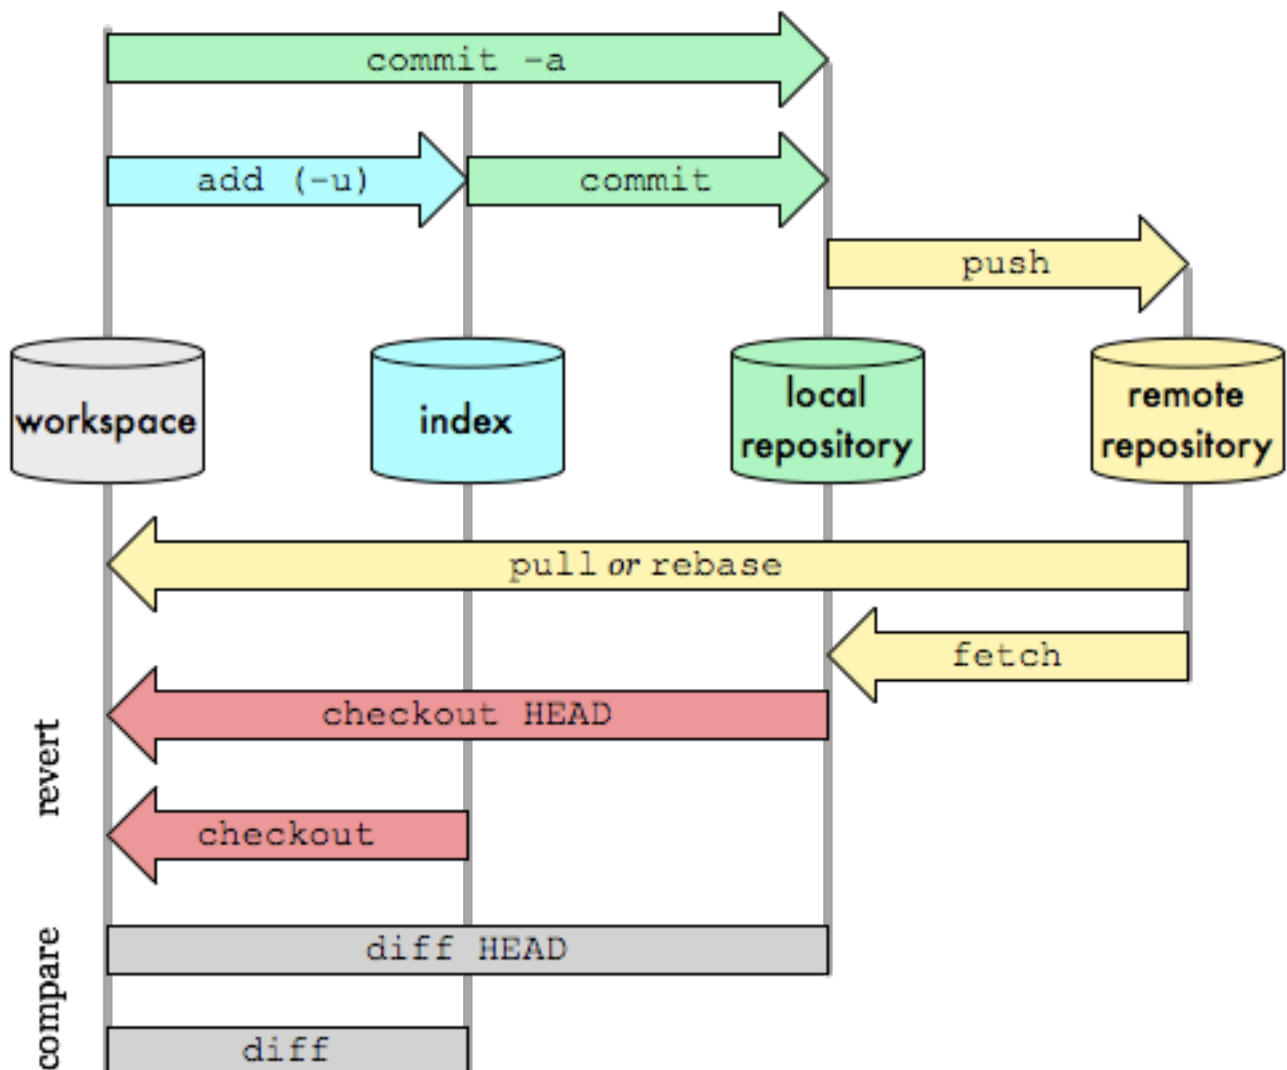 commit -a
add (-u)
commit
push
workspace
index
local
repository
remote
repository
pull or rebase
fetch
revert
checkout HEAD
checkout
compare
diff HEAD
diff